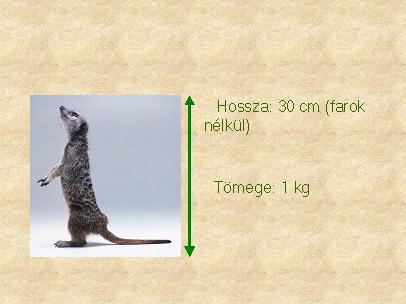 Hossza: 30 cm (farok
nélkül)
Tömege: 1 kg